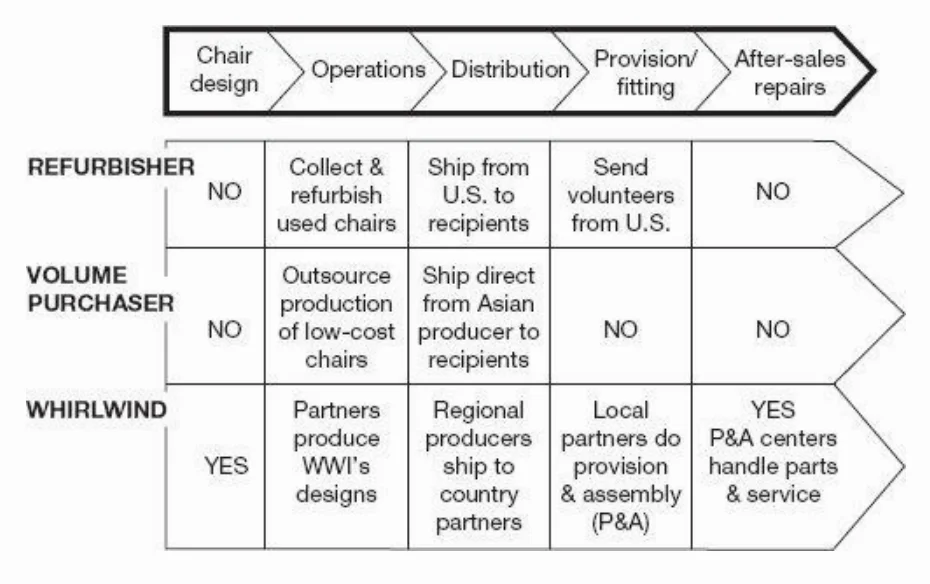 Chair
design
Operations
Distribution
Provision/
fitting
After-sales
repairs
REFURBISHER
NO
Collect &
refurbish
used chairs
Ship from
U.S. to
recipients
Send
volunteers
from U.S.
NO
VOLUME
PURCHASER
NO
Outsource
production
of low-cost
chairs
Ship direct
from Asian
producer to
recipients
NO
NO
WHIRLWIND
YES
Partners
produce
WWI's
designs
Regional
producers
ship to
country
partners
Local
partners do
provision
& assembly
(P&A)
YES
P&A centers
handle parts
& service